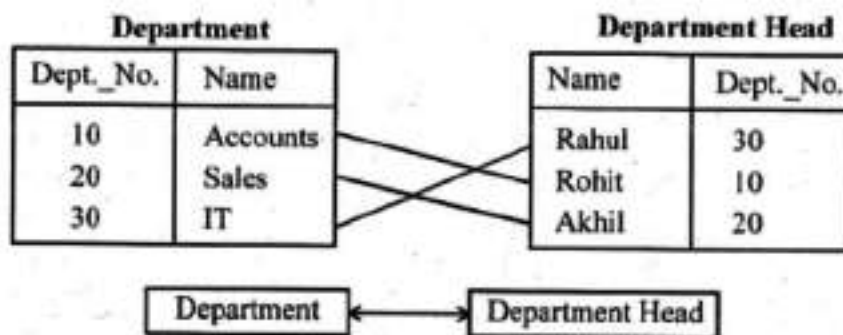 Department Department Head
Dept._No. Name Name Dept._No.
10 Accounts Rahul 30
20 Sales Rohit 10
30 IT Akhil 20
Department Department Head